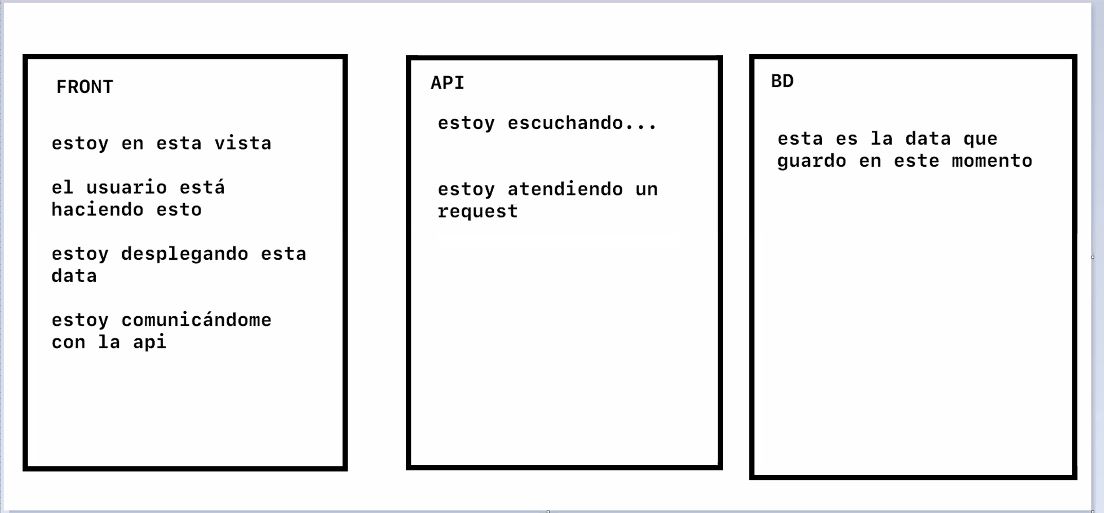 FRONT
estoy en esta vista
el usuario está
haciendo esto
estoy desplegando esta
data
estoy comunicándome
con la api
API
estoy escuchando...
estoy atendiendo un
request
BD
esta es la data que
guardo en este momento